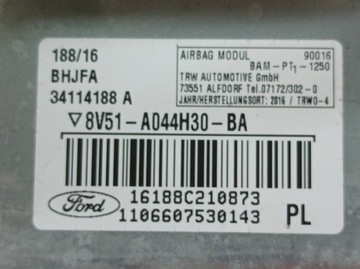 188/16
BHJFA
34114188 A
AIRBAG MODUL 90016
BAM-PT1-1250
TRW AUTOMOTIVE GmbH
73551 ALFDORF Tel.07172/302-0
JAHR/HERSTELLUNGSORT: 2016 / TRWO-4
▽8V51-A044H30-BA
Ford
16188C210873
1106607530143
PL